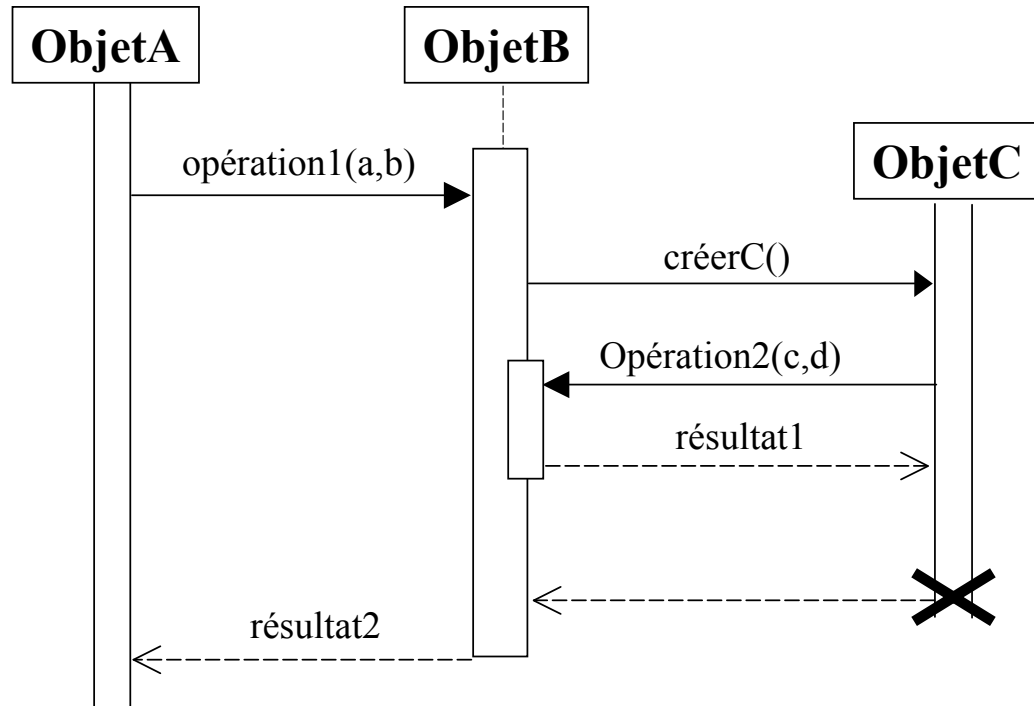 ObjetA
ObjetB
ObjetC
opération1(a,b)
créerC()
Opération2(c,d)
résultat1
résultat2